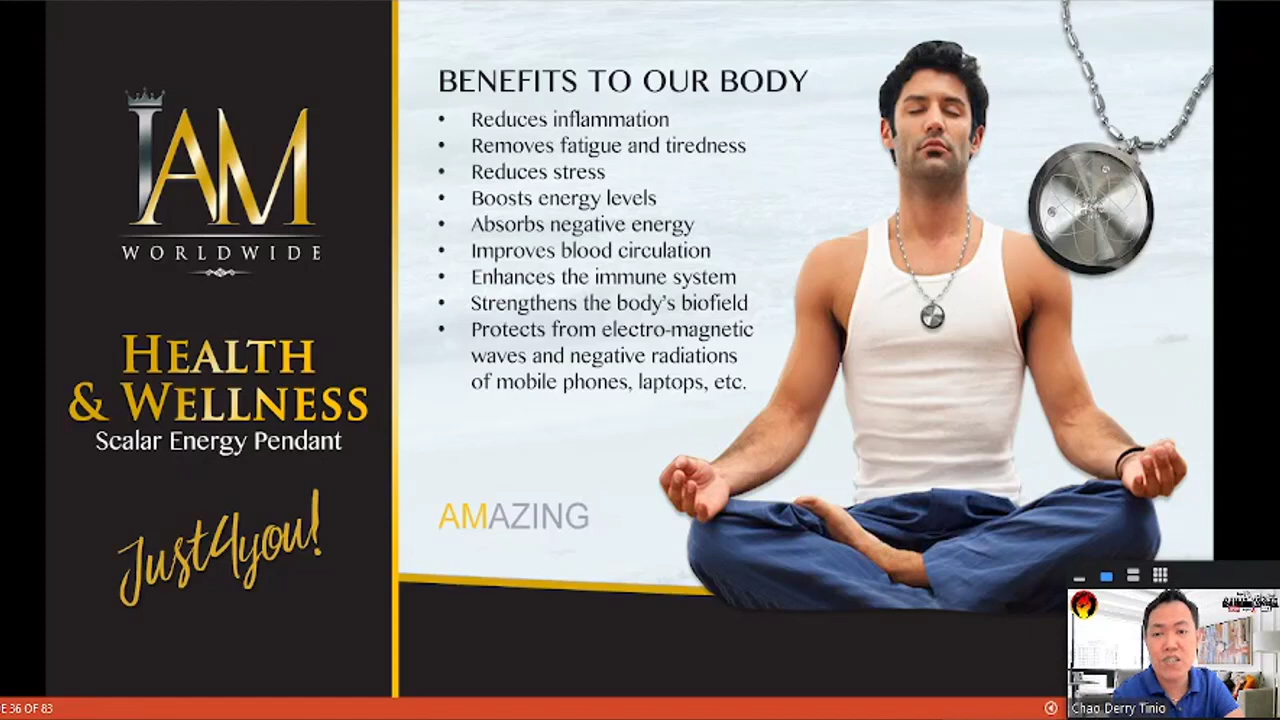 IAM
WORLDWIDE
HEALTH
& WELLNESS
Scalar Energy Pendant
Just4you!
BENEFITS TO OUR BODY
• Reduces inflammation
• Removes fatigue and tiredness
• Reduces stress
• Boosts energy levels
• Absorbs negative energy
• Improves blood circulation
• Enhances the immune system
• Strengthens the body's biofield
• Protects from electro-magnetic
waves and negative radiations
of mobile phones, laptops, etc.
AMAZING
E 36 OF 83
Chao Derry Tinio